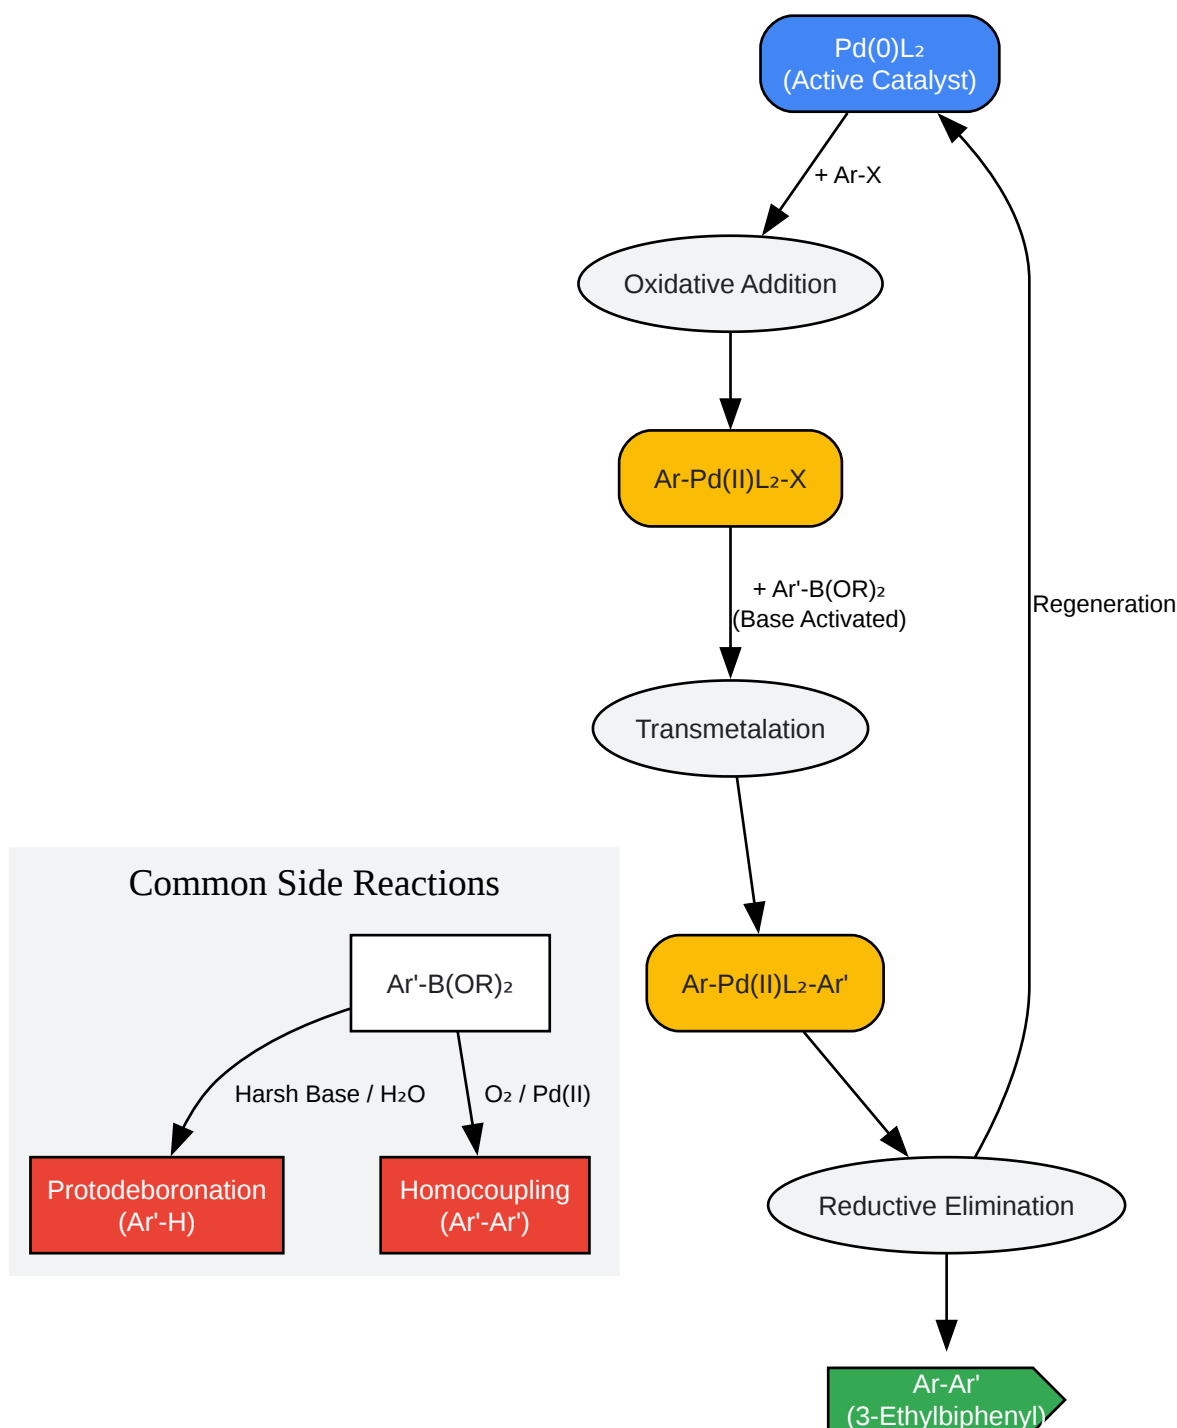 Pd(0)L₂
(Active Catalyst)
+ Ar-X
Oxidative Addition
Ar-Pd(II)L₂-X
+ Ar'-B(OR)₂
(Base Activated)
Regeneration
Transmetalation
Common Side Reactions
Ar'-B(OR)₂
Ar-Pd(II)L₂-Ar'
Harsh Base / H₂O
O₂ / Pd(II)
Protodeboronation
(Ar'-H)
Homocoupling
(Ar'-Ar')
Reductive Elimination
Ar-Ar'
(3-Ethylbiphenyl)